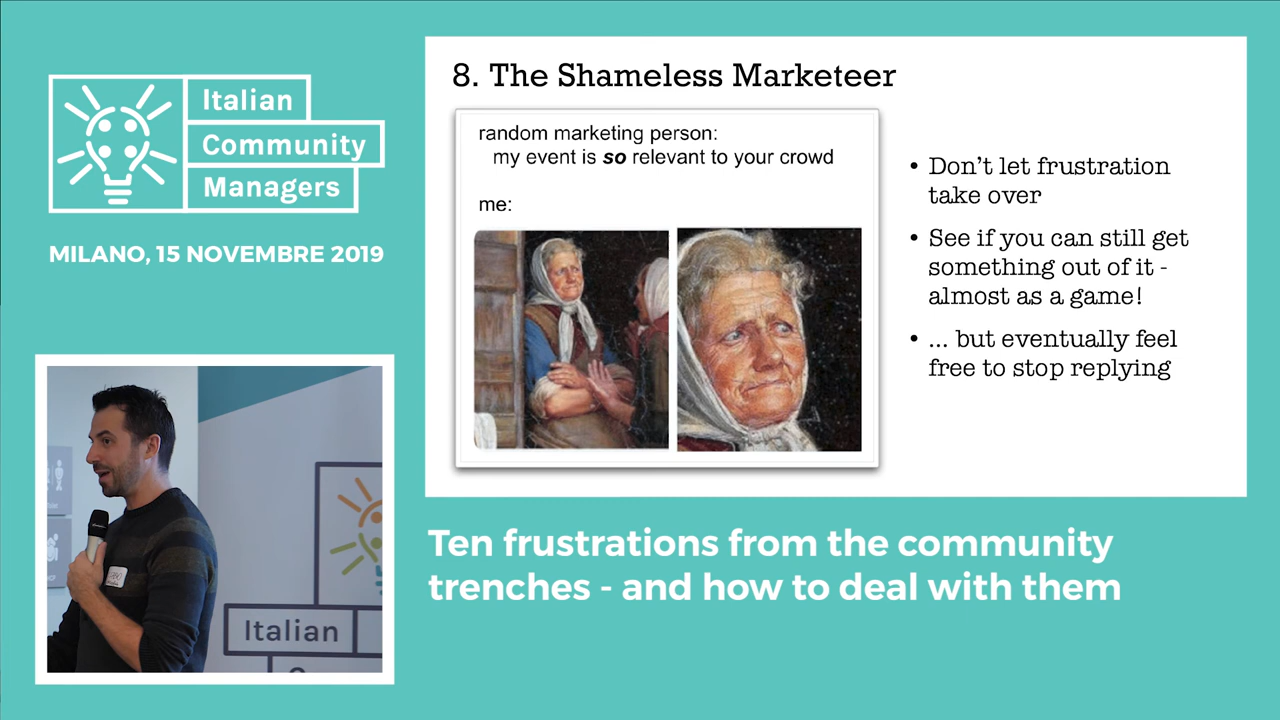 Italian
Community
Managers
MILANO, 15 NOVEMBRE 2019
8. The Shameless Marketeer
random marketing person:
my event is so relevant to your crowd
me:
• Don’t let frustration
take over
• See if you can still get
something out of it -
almost as a game!
• ... but eventually feel
free to stop replying
Italian
Ten frustrations from the community
trenches - and how to deal with them